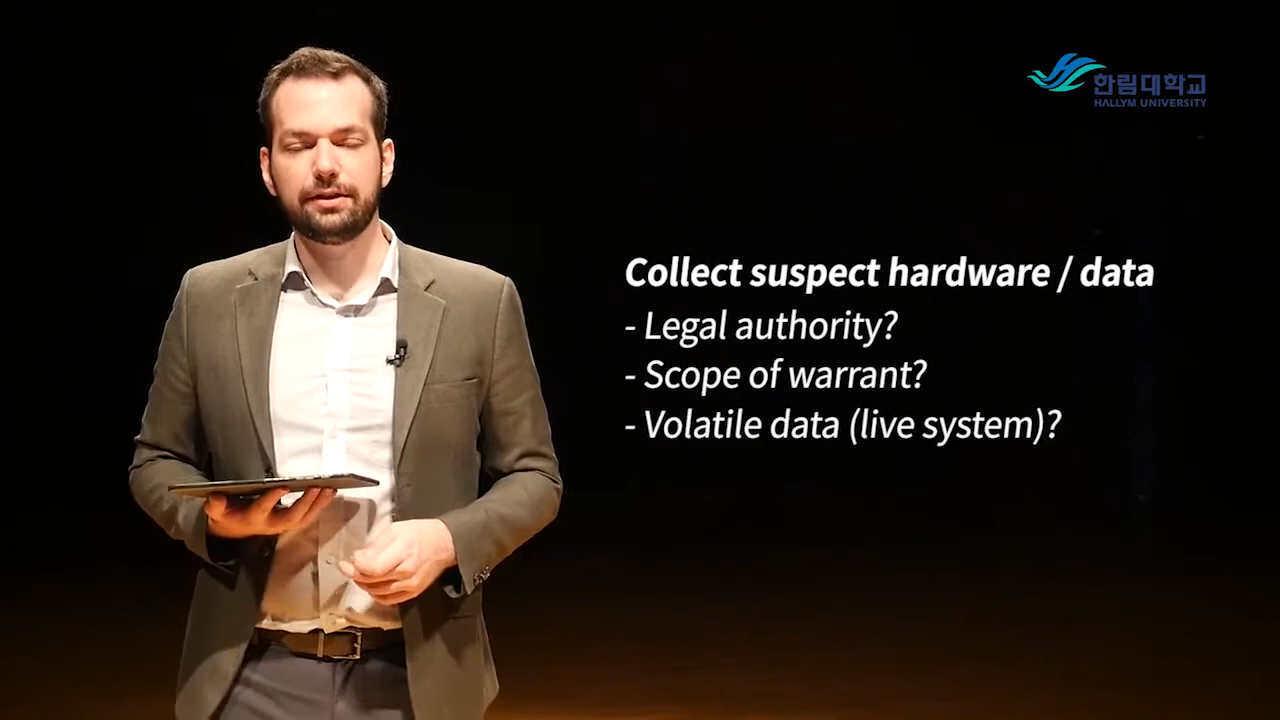 한림대학교
HALLYM UNIVERSITY
Collect suspect hardware / data
- Legal authority?
- Scope of warrant?
- Volatile data (live system)?